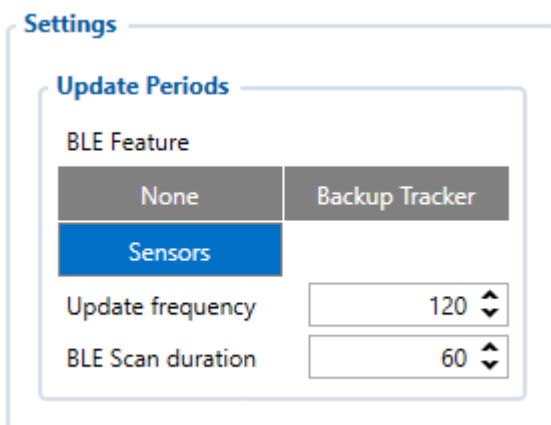 Settings
Update Periods
BLE Feature
None Backup Tracker
Sensors
Update frequency 120
BLE Scan duration 60